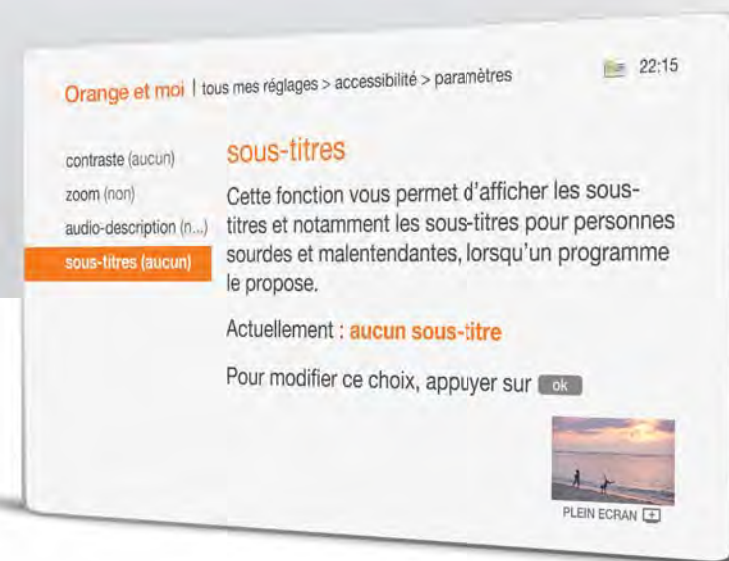 Orange et moi | tous mes réglages > accessibilité > paramètres
22:15
contraste (aucun)
zoom (non)
audio-description (n...)
sous-titres (aucun)
sous-titres
Cette fonction vous permet d'afficher les sous-
titres et notamment les sous-titres pour personnes
sourdes et malentendantes, lorsqu'un programme
le propose.
Actuellement : aucun sous-titre
Pour modifier ce choix, appuyer sur ok
PLEIN ECRAN